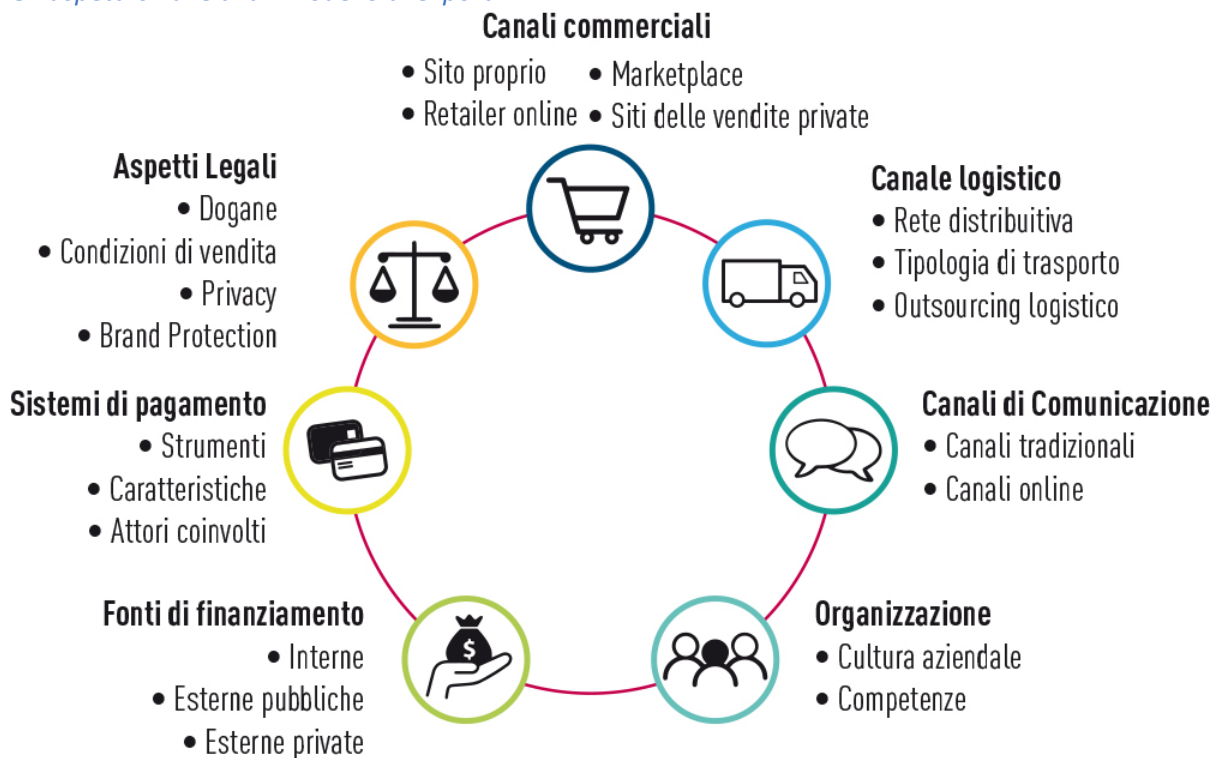 Canali commerciali
• Sito proprio • Marketplace
• Retailer online • Siti delle vendite private
Aspetti Legali
• Dogane
• Condizioni di vendita
• Privacy
• Brand Protection
Canale logistico
• Rete distribuitiva
• Tipologia di trasporto
• Outsourcing logistico
Sistemi di pagamento
• Strumenti
• Caratteristiche
• Attori coinvolti
Canali di Comunicazione
• Canali tradizionali
• Canali online
Fonti di finanziamento
• Interne
• Esterne pubbliche
• Esterne private
$
Organizzazione
• Cultura aziendale
• Competenze